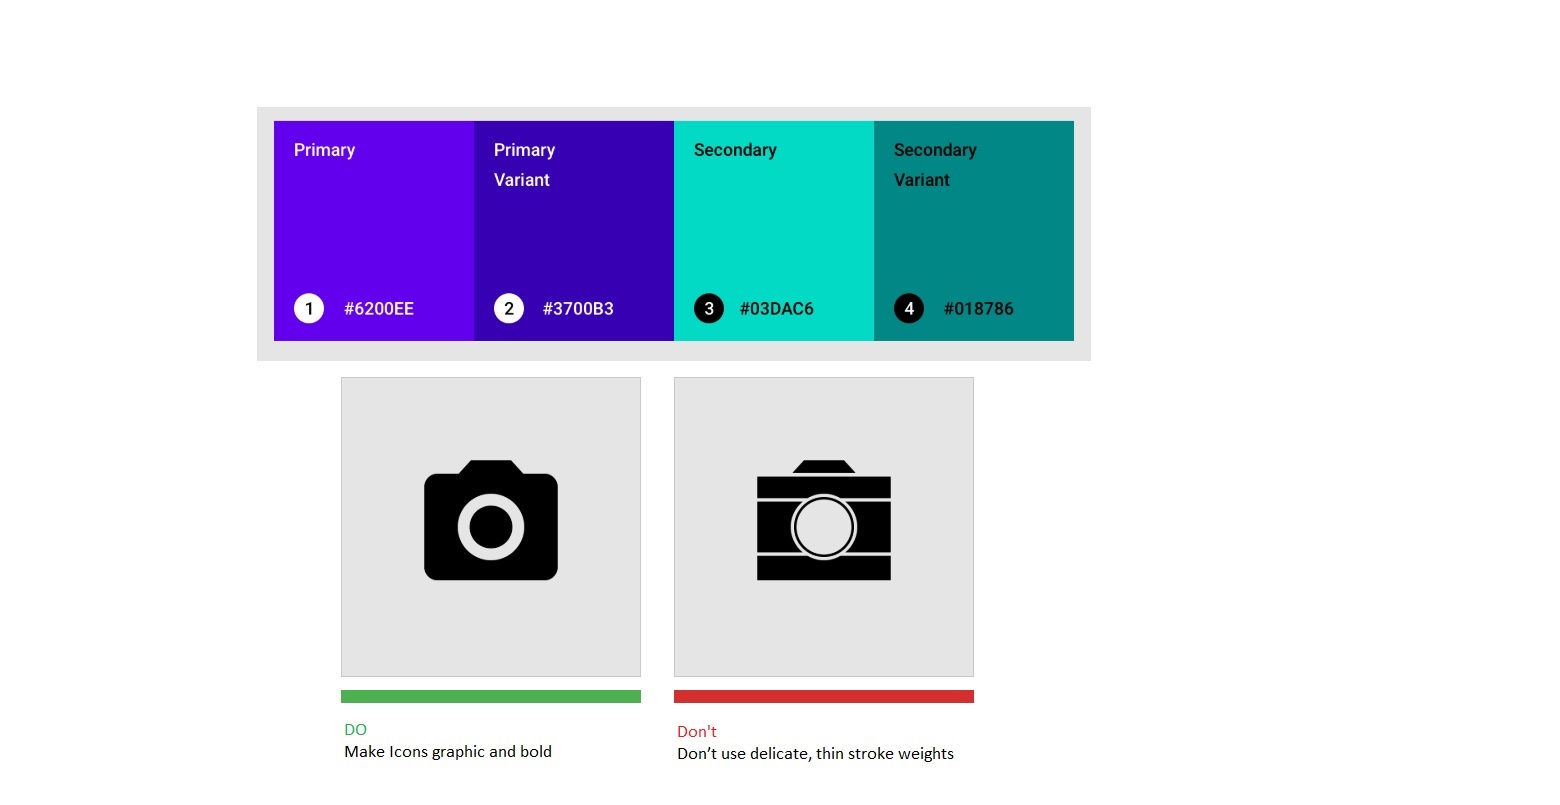 Primary
Primary
Variant
Secondary
Secondary
Variant
1 #6200EE
2 #3700B3
3 #03DAC6
4 #018786
DO
Make Icons graphic and bold
Don't
Don’t use delicate, thin stroke weights